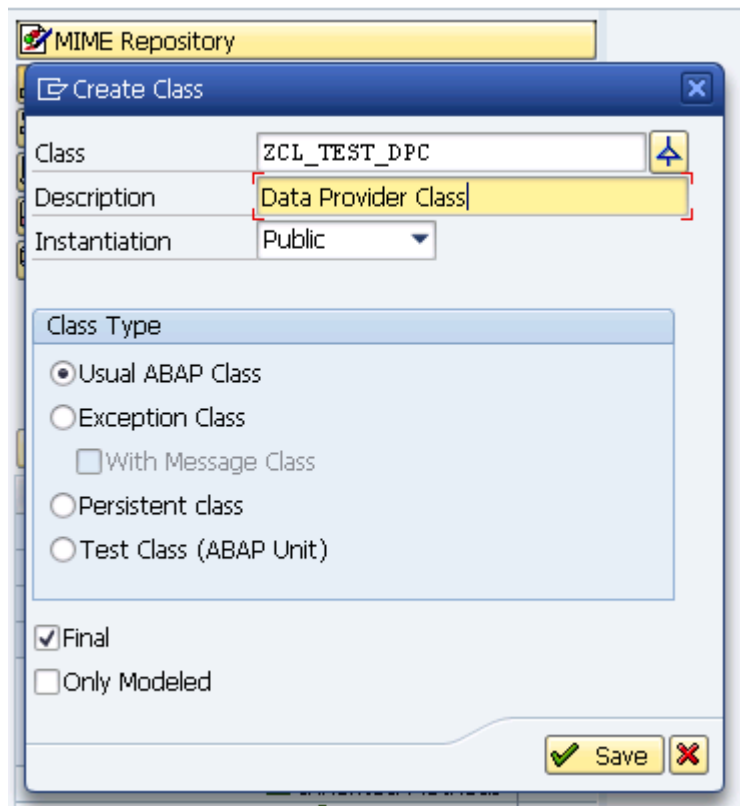 MIME Repository
Create Class
Class ZCL_TEST_DPC
Description Data Provider Class
Instantiation Public
Class Type
Usual ABAP Class
Exception Class
With Message Class
Persistent class
Test Class (ABAP Unit)
Final
Only Modeled
Save